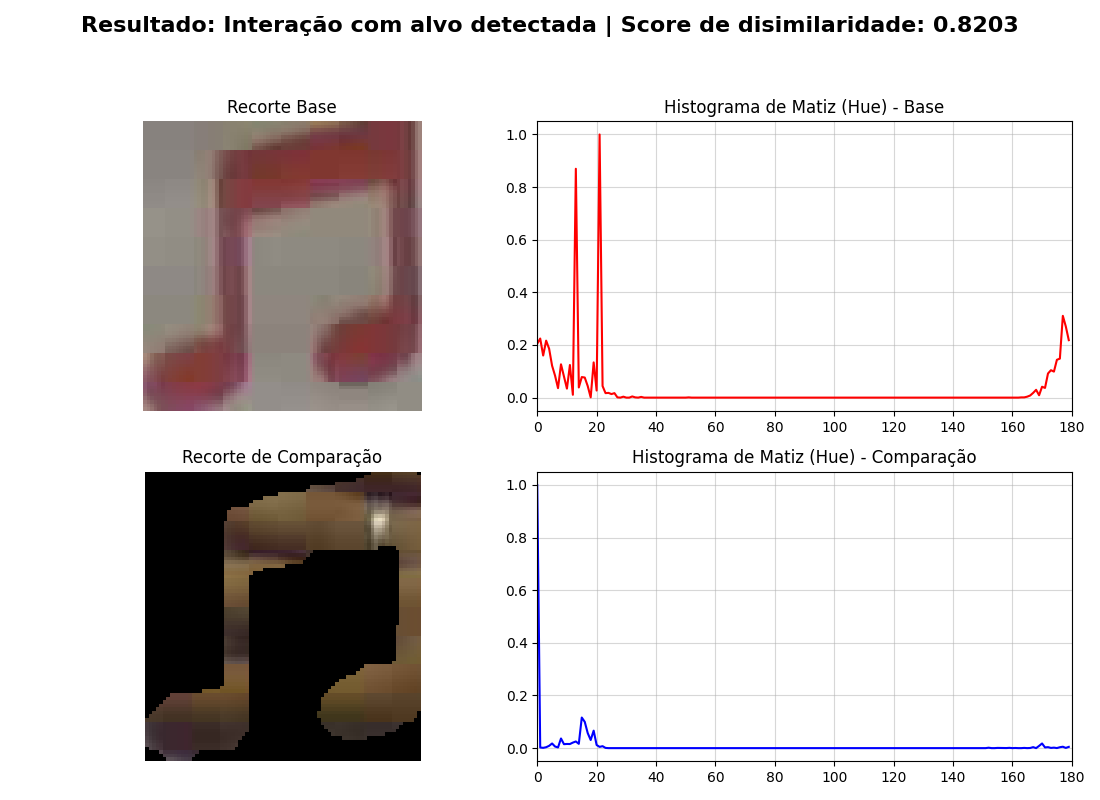 Resultado: Interação com alvo detectada | Score de disimilaridade: 0.8203
Recorte Base
Histograma de Matiz (Hue) - Base
1.0
0.8
0.6
0.4
0.2
0.0
0 20 40 60 80 100 120 140 160 180
Recorte de Comparação
Histograma de Matiz (Hue) - Comparação
1.0
0.8
0.6
0.4
0.2
0.0
0 20 40 60 80 100 120 140 160 180